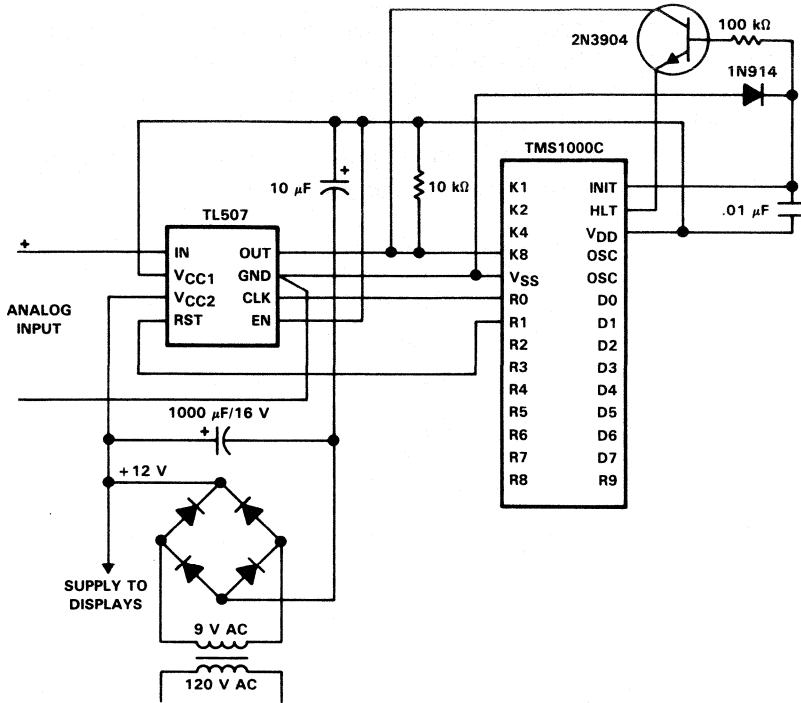 2N3904
100 kΩ
1N914
TMS1000C
10 μF
+
10 kΩ
.01 μF
TL507
+
IN
VCC1
VCC2
RST
OUT
GND
CLK
EN
ANALOG
INPUT
K1
K2
K4
K8
VSS
R0
R1
R2
R3
R4
R5
R6
R7
R8
INIT
HLT
VDD
OSC
OSC
D0
D1
D2
D3
D4
D5
D6
D7
R9
1000 μF/16 V
+
+12 V
SUPPLY TO
DISPLAYS
9 V AC
120 V AC